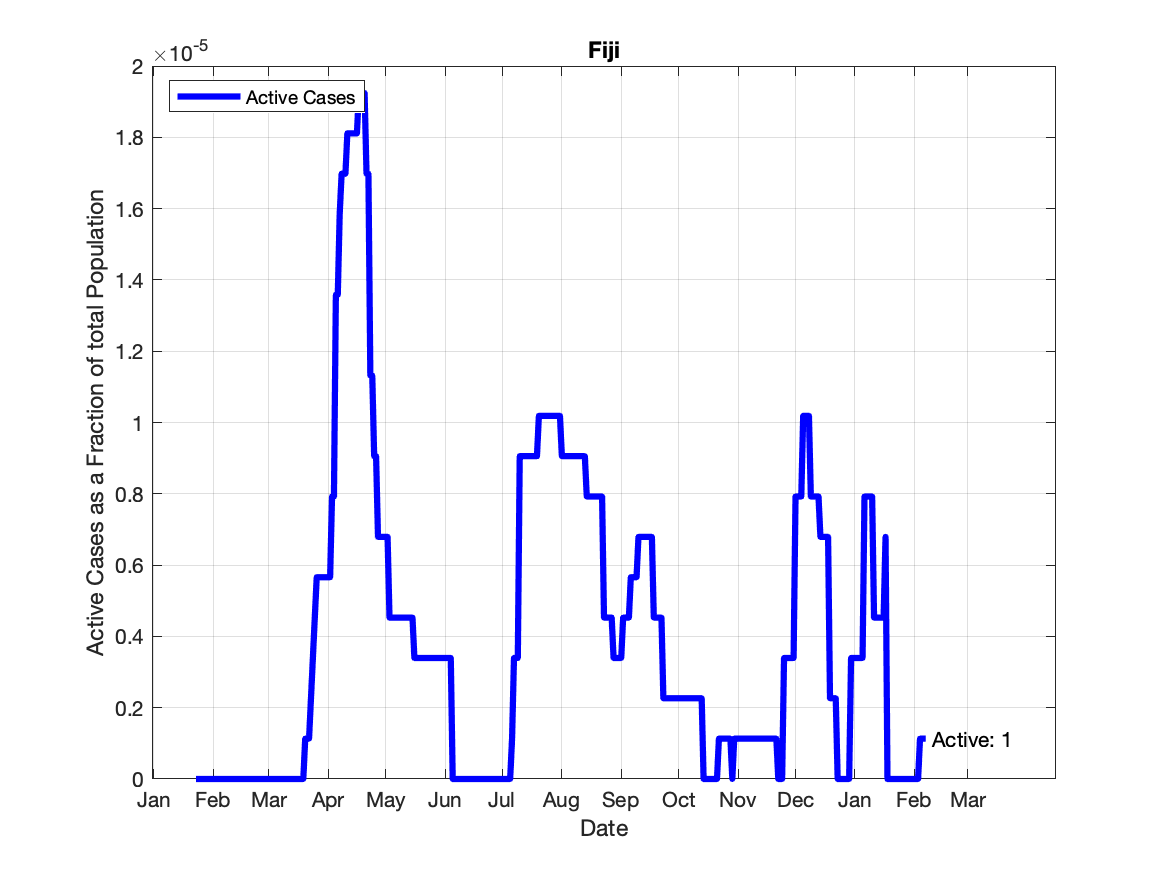 Fiji
×10-5
Active Cases
2
1.8
1.6
1.4
1.2
1
0.8
0.6
0.4
0.2
0
Active Cases as a Fraction of total Population
Active: 1
Jan Feb Mar Apr May Jun Jul Aug Sep Oct Nov Dec Jan Feb Mar
Date